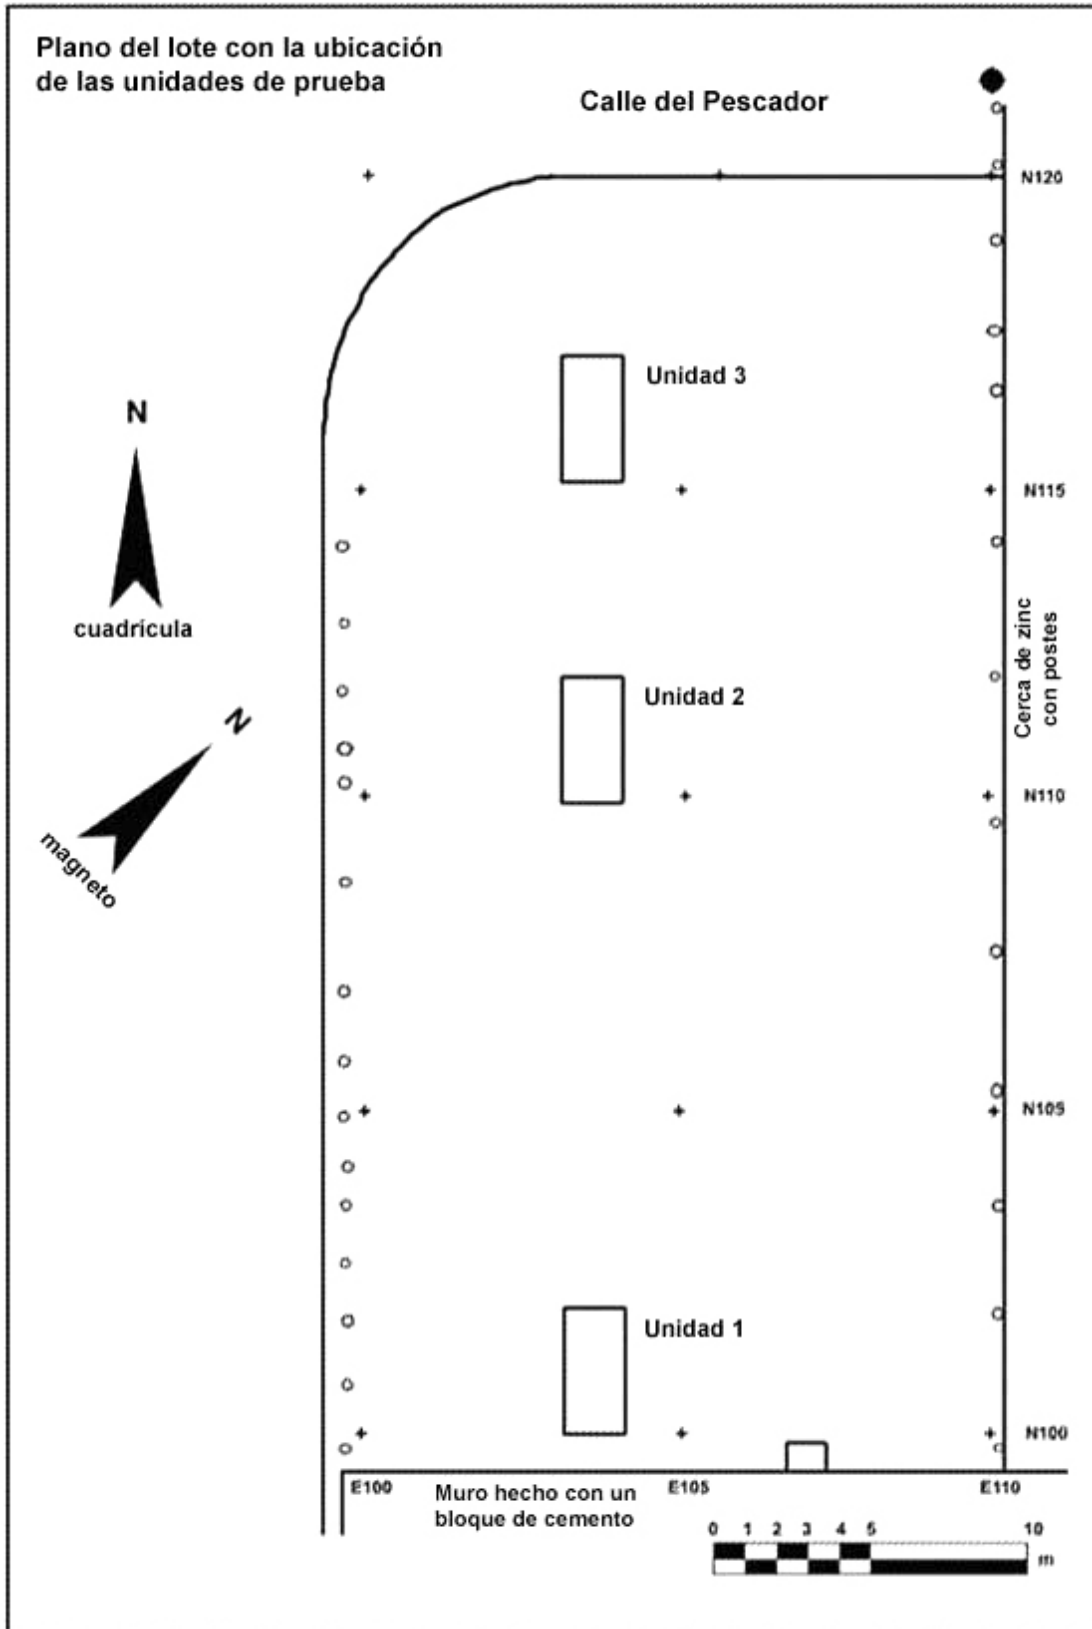 Plano del lote con la ubicación
de las unidades de prueba
Calle del Pescador
N120
Unidad 3
N
N115
cuadrícula
Cerca de zinc
con postes
Unidad 2
N
N110
magneto
N105
Unidad 1
N100
E100
E105
E110
Muro hecho con un
bloque de cemento
0 1 2 3 4 5 10
m